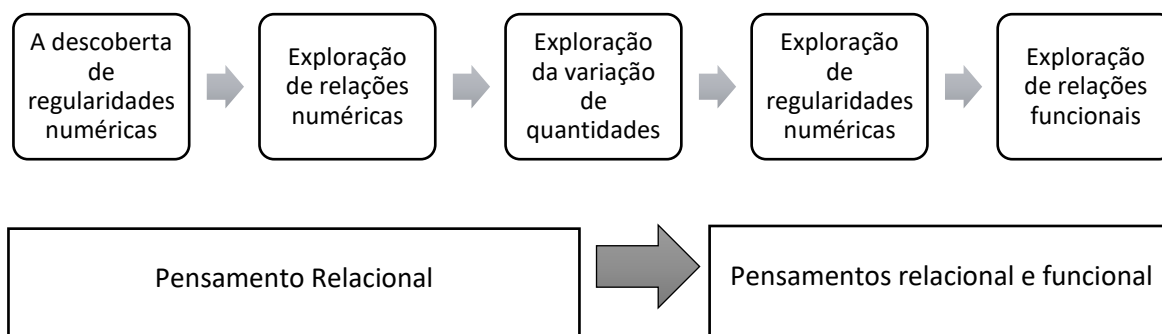 A descoberta
de
regularidades
numéricas
Exploração
de relações
numéricas
Exploração
da variação
de
quantidades
Exploração
de
regularidades
numéricas
Exploração
de relações
funcionais
Pensamento Relacional
Pensamentos relacional e funcional